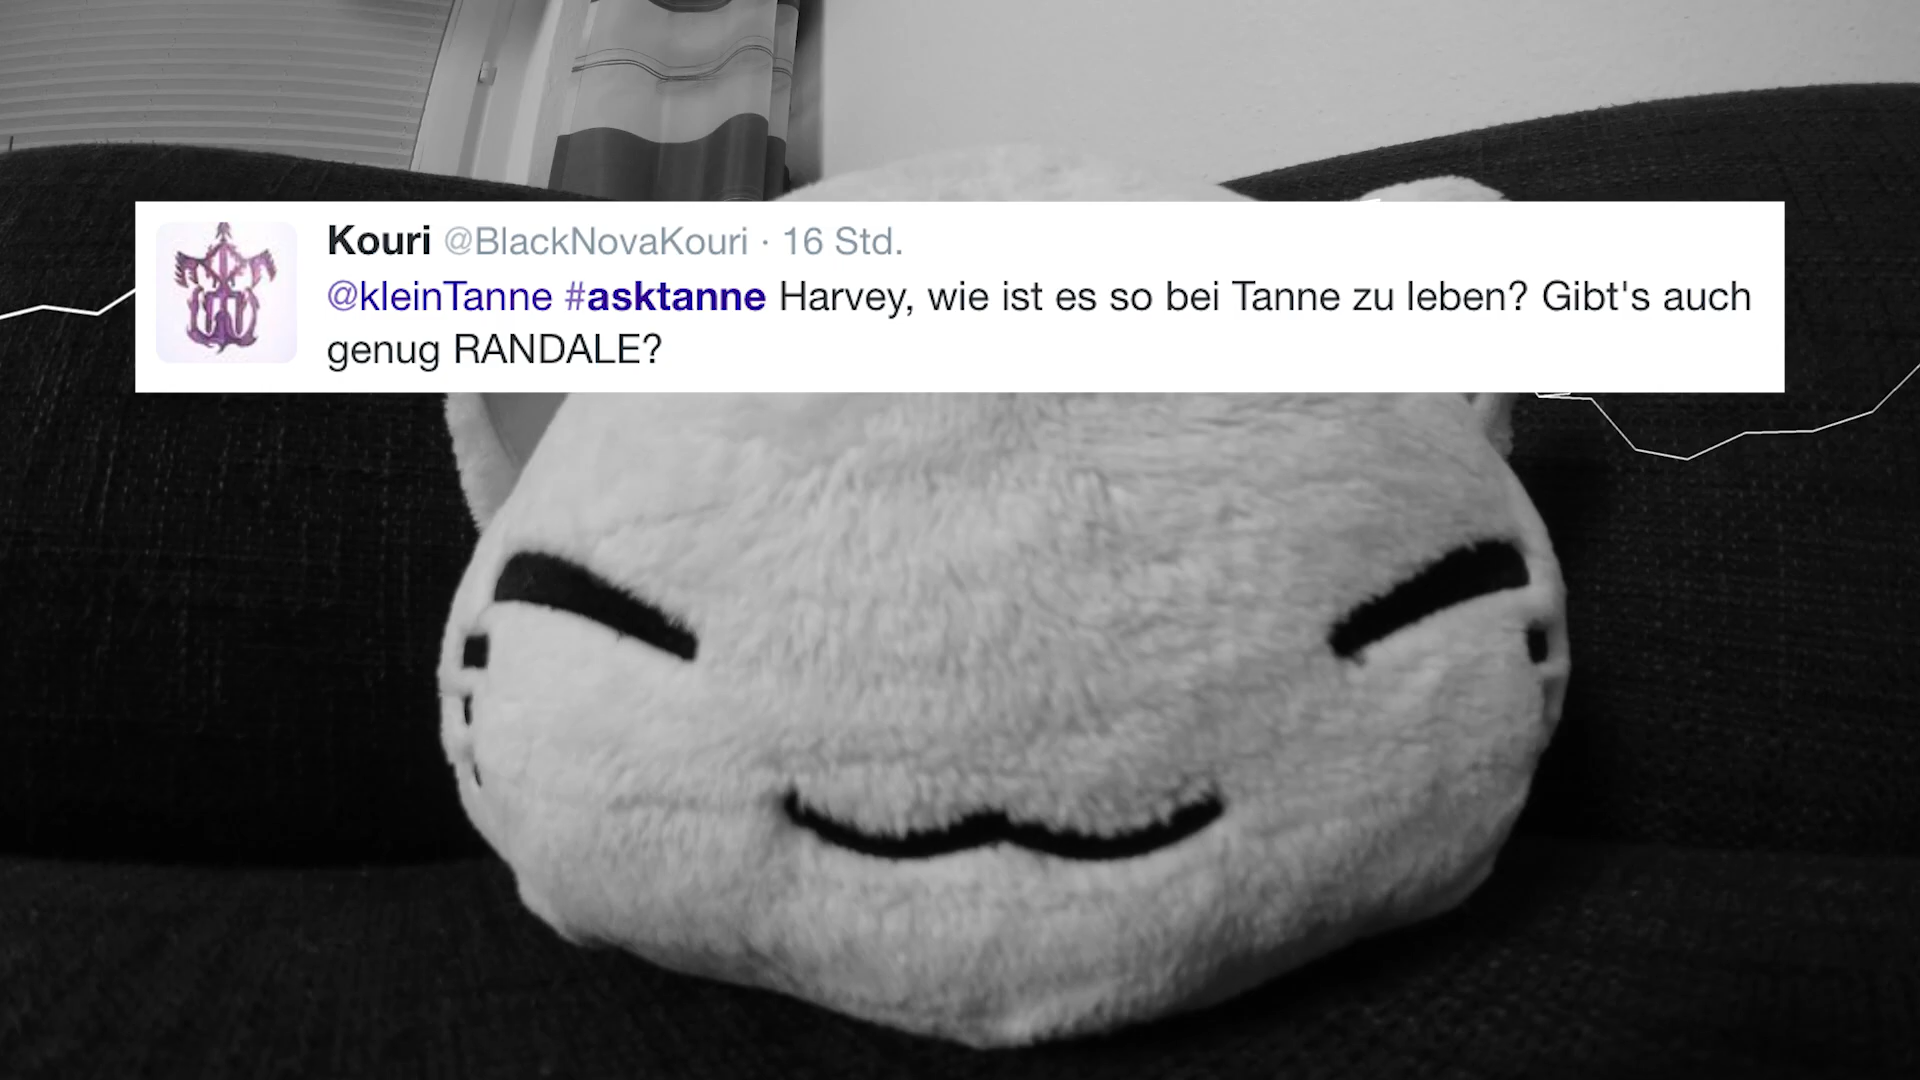 Kouri @BlackNovaKouri · 16 Std.
@kleinTanne #asktanne Harvey, wie ist es so bei Tanne zu leben? Gibt's auch
genug RANDALE?